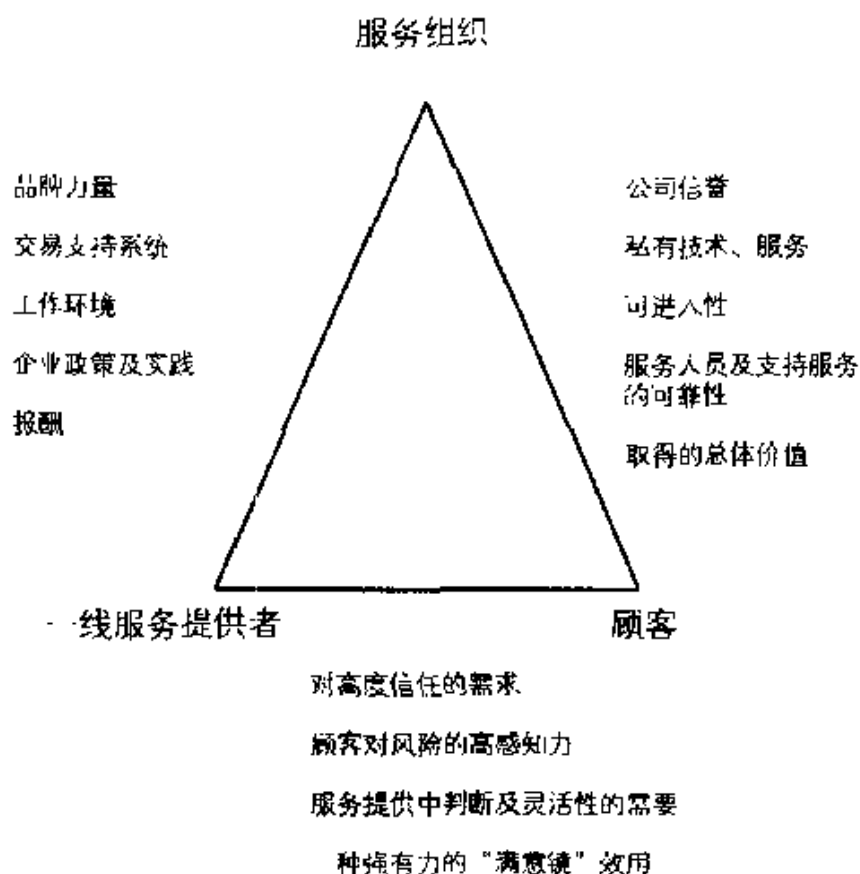 服务组织
品牌力量
交易支持系统
工作环境
企业政策及实践
报酬
公司信誉
私有技术、服务
可进入性
服务人员及支持服务
的可靠性
取得的总体价值
一线服务提供者
顾客
对高度信任的需求
顾客对风险的高感知力
服务提供中判断及灵活性的需要
种强有力的“满意镜”效用